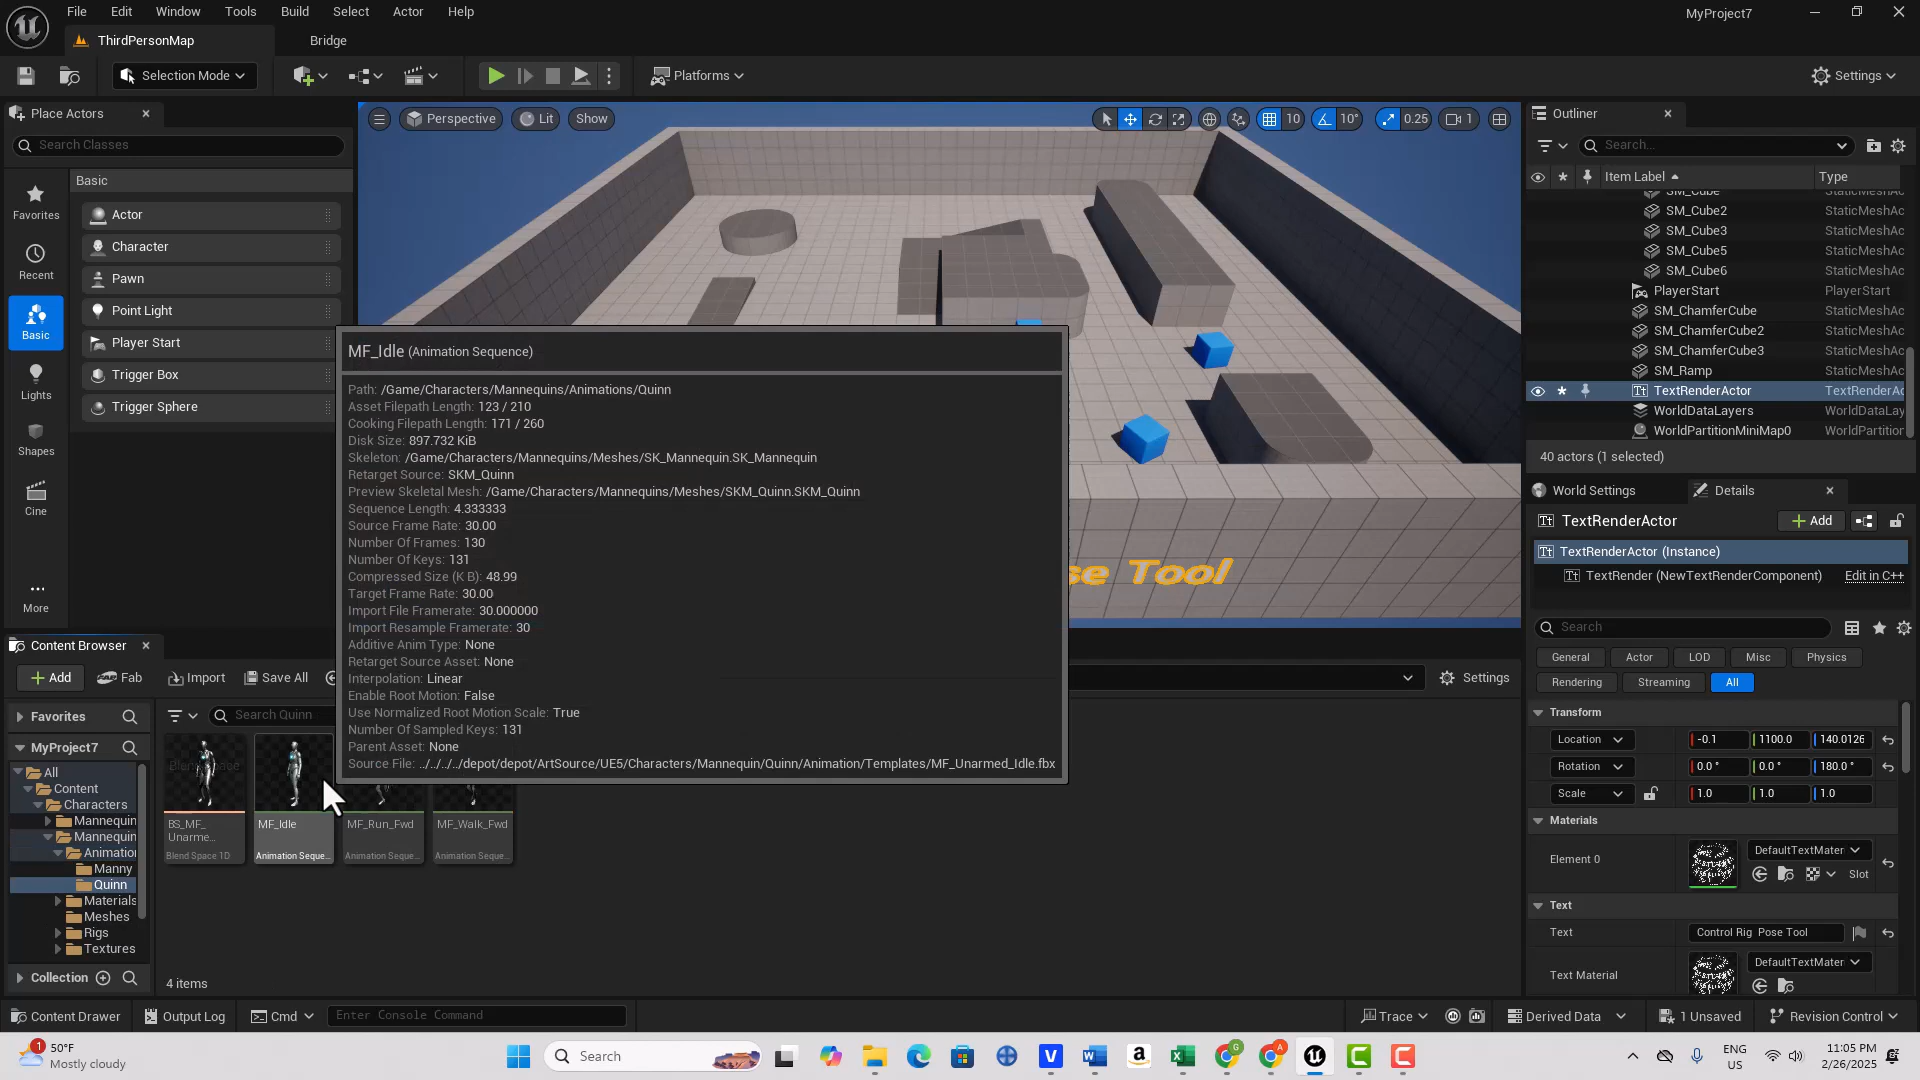 File Edit Window Tools Build Select Actor Help
MyProject7
ThirdPersonMap
Bridge
Selection Mode
Platforms
Settings
Place Actors
Search Classes
Favorites
Recent
Basic
Lights
Shapes
Cine
More
Basic
Actor
Character
Pawn
Point Light
Player Start
Trigger Box
Trigger Sphere
Perspective Lit Show
10 10° 0.25 1
se Tool
MF_Idle (Animation Sequence)
Path: /Game/Characters/Mannequins/Animations/Quinn
Asset Filepath Length: 123 / 210
Cooking Filepath Length: 171 / 260
Disk Size: 897.732 KiB
Skeleton: /Game/Characters/Mannequins/Meshes/SK_Mannequin.SK_Mannequin
Retarget Source: SKM_Quinn
Preview Skeletal Mesh: /Game/Characters/Mannequins/Meshes/SKM_Quinn.SKM_Quinn
Sequence Length: 4.333333
Source Frame Rate: 30.00
Number Of Frames: 130
Number Of Keys: 131
Compressed Size (K B): 48.99
Target Frame Rate: 30.00
Import File Framerate: 30.000000
Import Resample Framerate: 30
Additive Anim Type: None
Retarget Source Asset: None
Interpolation: Linear
Enable Root Motion: False
Use Normalized Root Motion Scale: True
Number Of Sampled Keys: 131
Parent Asset: None
Source File: ../../../../depot/depot/ArtSource/UE5/Characters/Mannequin/Quinn/Animation/Templates/MF_Unarmed_Idle.fbx
Outliner
Search...
Item Label Type
SM_Cube StaticMeshAc
SM_Cube2 StaticMeshAc
SM_Cube3 StaticMeshAc
SM_Cube5 StaticMeshAc
SM_Cube6 StaticMeshAc
PlayerStart PlayerStart
SM_ChamferCube StaticMeshAc
SM_ChamferCube2 StaticMeshAc
SM_ChamferCube3 StaticMeshAc
SM_Ramp StaticMeshAc
TextRenderActor TextRenderAc
WorldDataLayers WorldDataLay
WorldPartitionMiniMap0 WorldPartition
40 actors (1 selected)
World Settings
Details
TextRenderActor
Add
TextRenderActor (Instance)
TextRender (NewTextRenderComponent) Edit in C++
Search
General Actor LOD Misc Physics
Rendering Streaming All
Transform
Location -0.1 1100.0 140.0126
Rotation 0.0 ° 0.0 ° 180.0 °
Scale 1.0 1.0 1.0
Materials
Element 0
DefaultTextMater
Slot
Text
Text Control Rig Pose Tool
Text Material
DefaultTextMater
Content Browser
Add Fab Import Save All
Settings
Favorites
MyProject7
All
Content
Characters
Mannequin
Mannequin
Animation
Manny
Quinn
Materials
Meshes
Rigs
Textures
Collection
Search Quinn
Blend Space
BS_MF_
Unarme...
Blend Space 1D
MF_Idle
Animation Seque...
MF_Run_Fwd
Animation Seque...
MF_Walk_Fwd
Animation Seque...
4 items
Content Drawer Output Log Cmd Enter Console Command
Trace Derived Data 1 Unsaved Revision Control
1
50°F
Mostly cloudy
Search
ENG
US
11:05 PM
2/26/2025